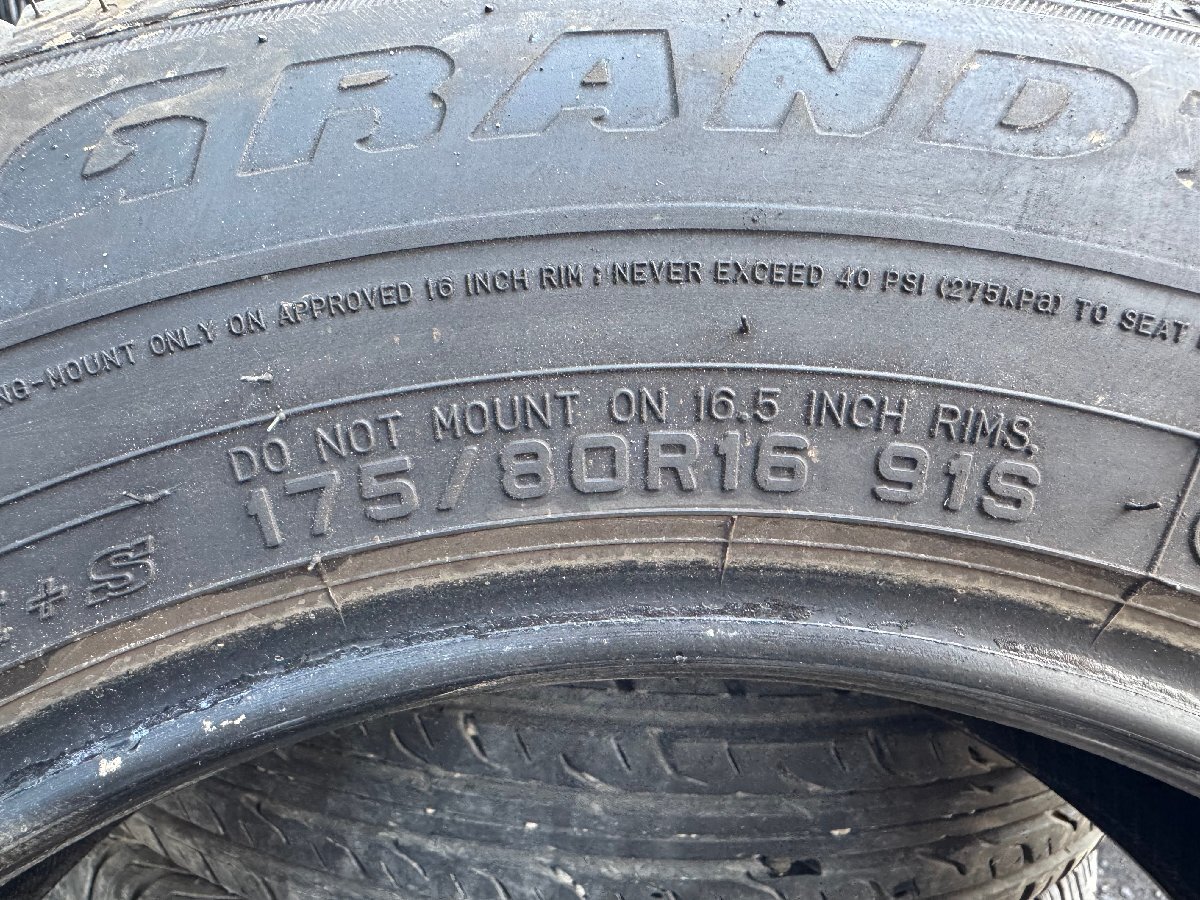 GRAND
MOUNT ONLY ON APPROVED 16 INCH RIM ; NEVER EXCEED 40 PSI (275kPa) TO SEAT
DO NOT MOUNT ON 16.5 INCH RIMS.
175/80R16 91S
+S